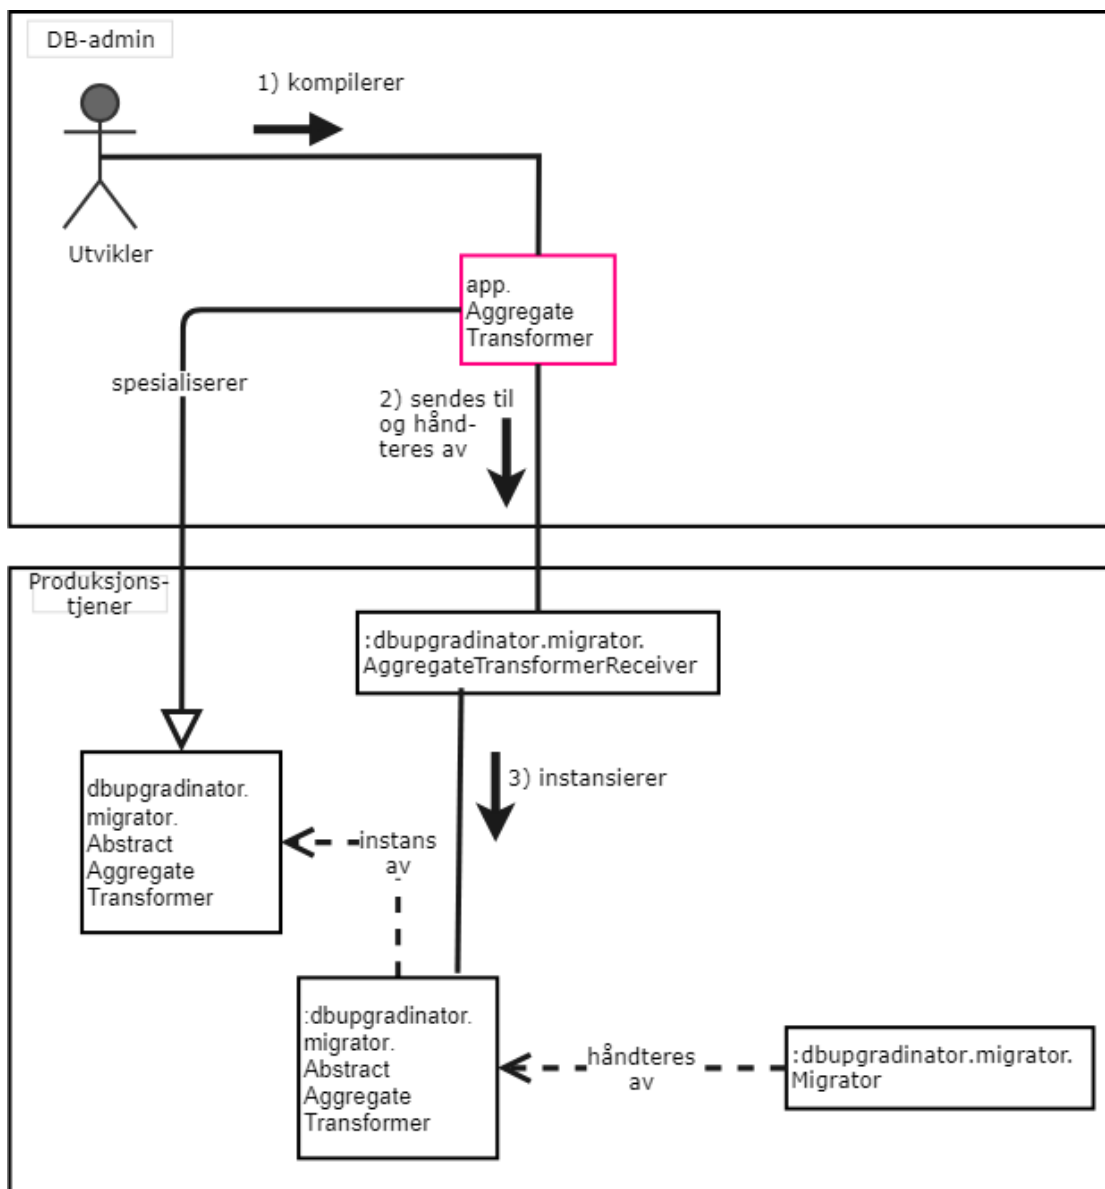 DB-admin
1) kompilerer
Utvikler
app.
Aggregate
Transformer
spesialiserer
2) sendes til
og hånd-
teres av
Produksjons-
tjener
:dbupgradinator.migrator.
AggregateTransformerReceiver
dbupgradinator.
migrator.
Abstract
Aggregate
Transformer
3) instansierer
instans
av
:dbupgradinator.
migrator.
Abstract
Aggregate
Transformer
håndteres
av
:dbupgradinator.migrator.
Migrator